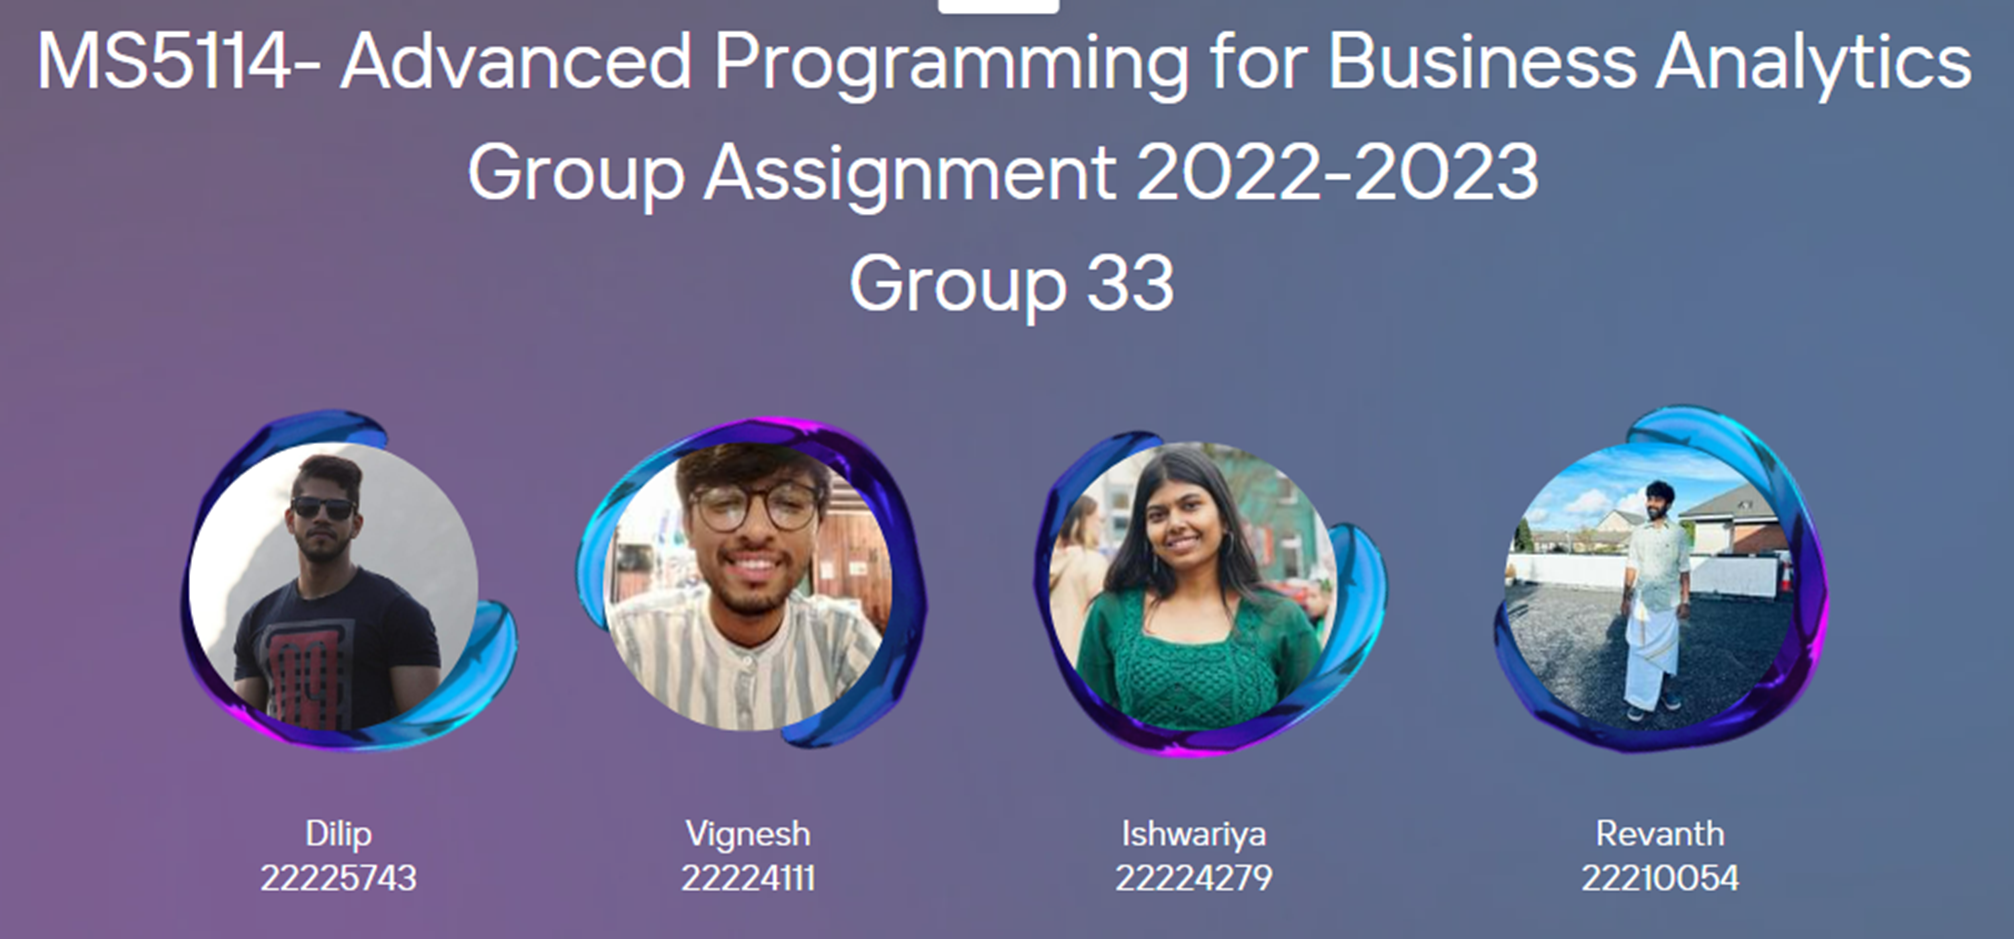 MS5114- Advanced Programming for Business Analytics
Group Assignment 2022-2023
Group 33
Dilip
22225743
Vignesh
22224111
Ishwariya
22224279
Revanth
22210054